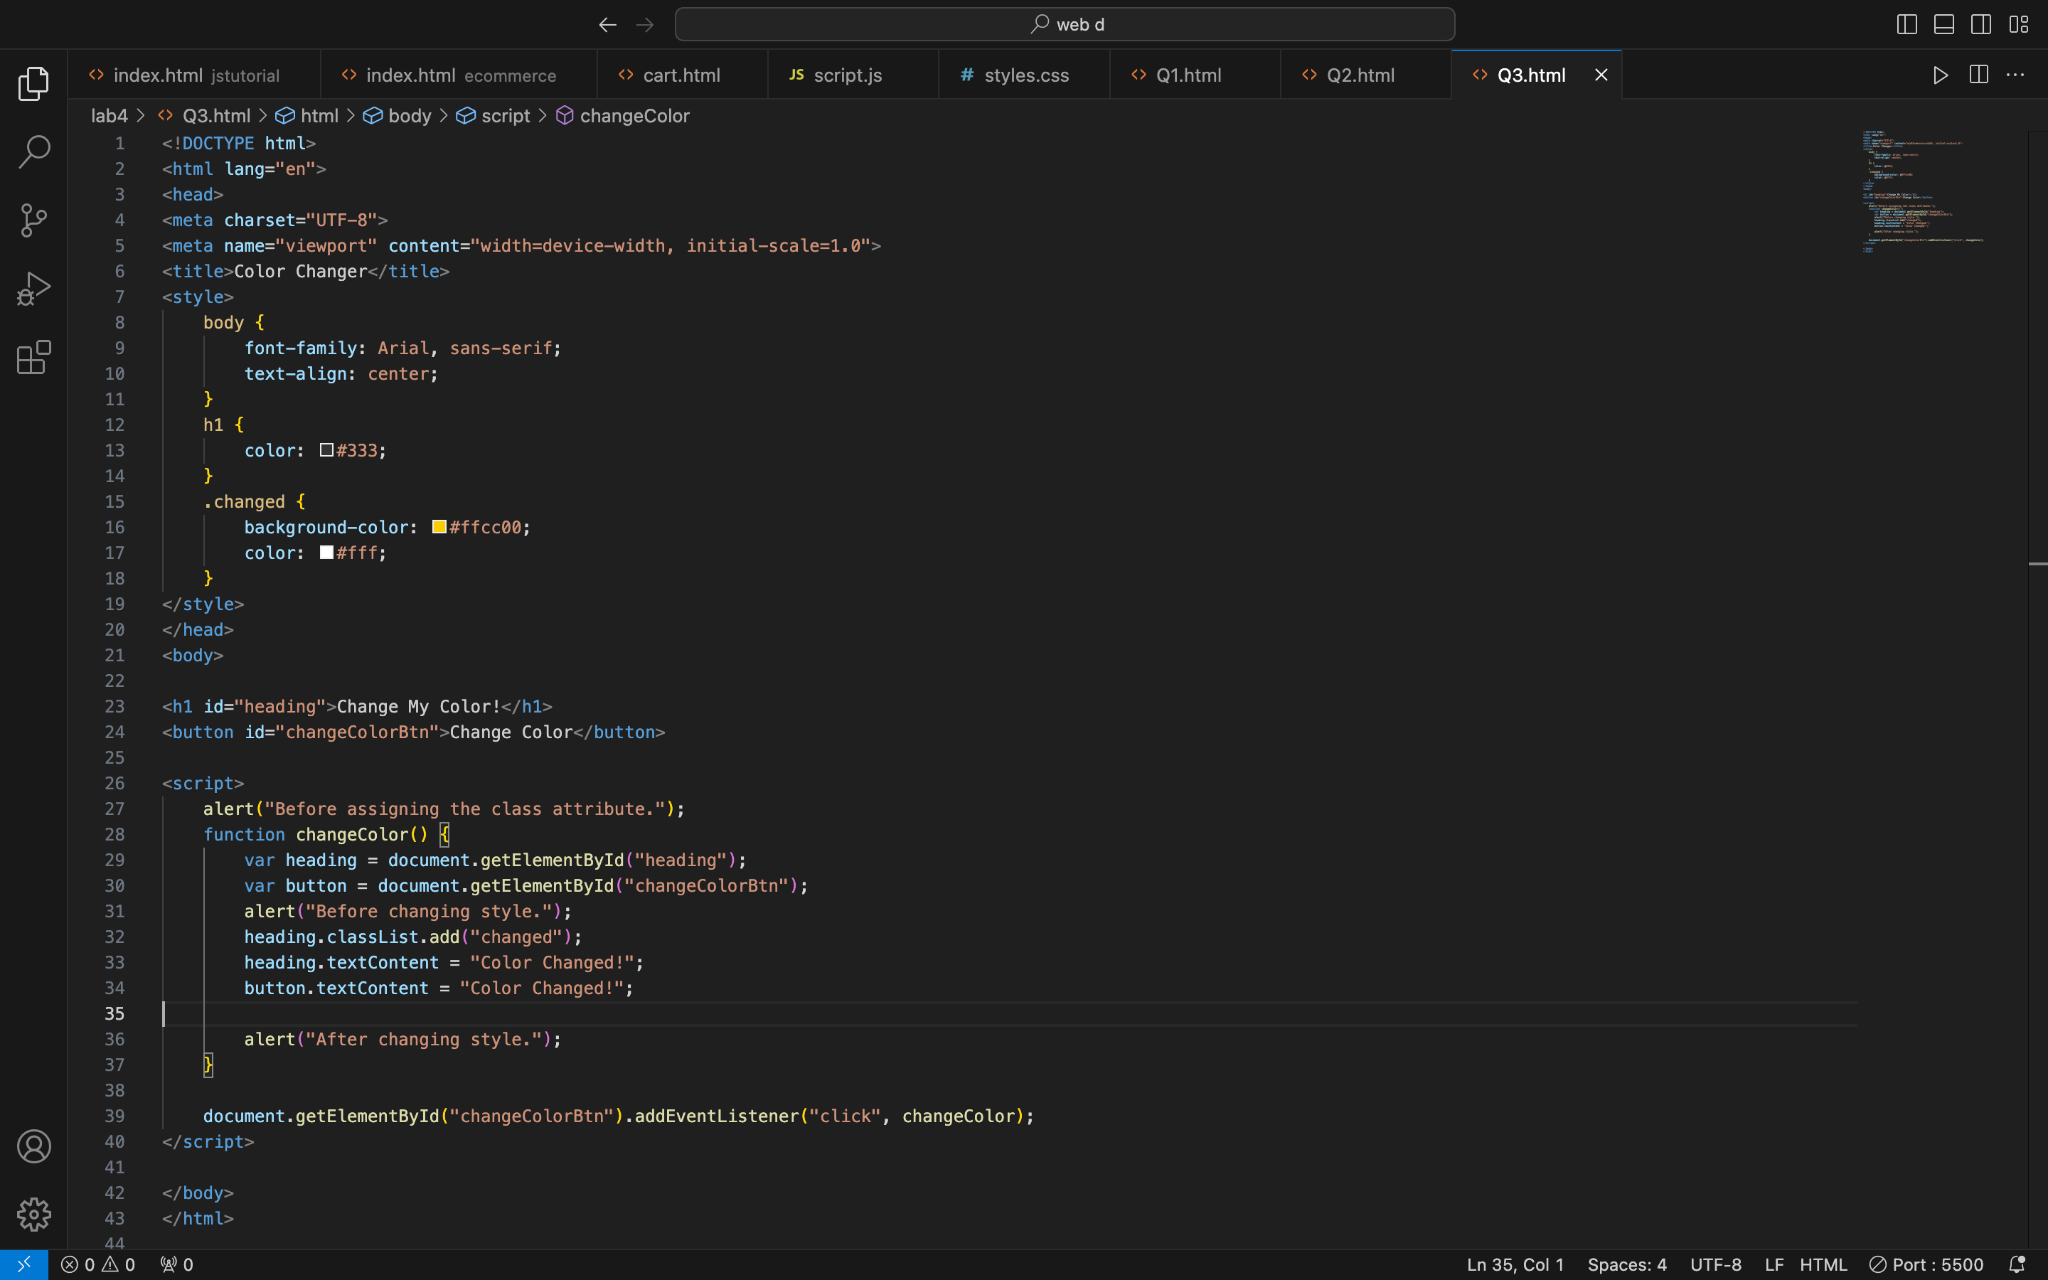 web d
index.html jstutorial index.html ecommerce cart.html JS script.js # styles.css Q1.html Q2.html Q3.html
lab4 > Q3.html > html > body > script > changeColor
1 <!DOCTYPE html>
2 <html lang="en">
3 <head>
4 <meta charset="UTF-8">
5 <meta name="viewport" content="width=device-width, initial-scale=1.0">
6 <title>Color Changer</title>
7 <style>
8 body {
9 font-family: Arial, sans-serif;
10 text-align: center;
11 }
12 h1 {
13 color: #333;
14 }
15 .changed {
16 background-color: #ffcc00;
17 color: #fff;
18 }
19 </style>
20 </head>
21 <body>
22
23 <h1 id="heading">Change My Color!</h1>
24 <button id="changeColorBtn">Change Color</button>
25
26 <script>
27 alert("Before assigning the class attribute.");
28 function changeColor() {
29 var heading = document.getElementById("heading");
30 var button = document.getElementById("changeColorBtn");
31 alert("Before changing style.");
32 heading.classList.add("changed");
33 heading.textContent = "Color Changed!";
34 button.textContent = "Color Changed!";
35
36 alert("After changing style.");
37 }
38
39 document.getElementById("changeColorBtn").addEventListener("click", changeColor);
40 </script>
41
42 </body>
43 </html>
44
0 0 0 Ln 35, Col 1 Spaces: 4 UTF-8 LF HTML Port : 5500